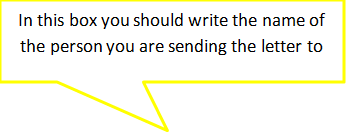 In this box you should write the name of
the person you are sending the letter to